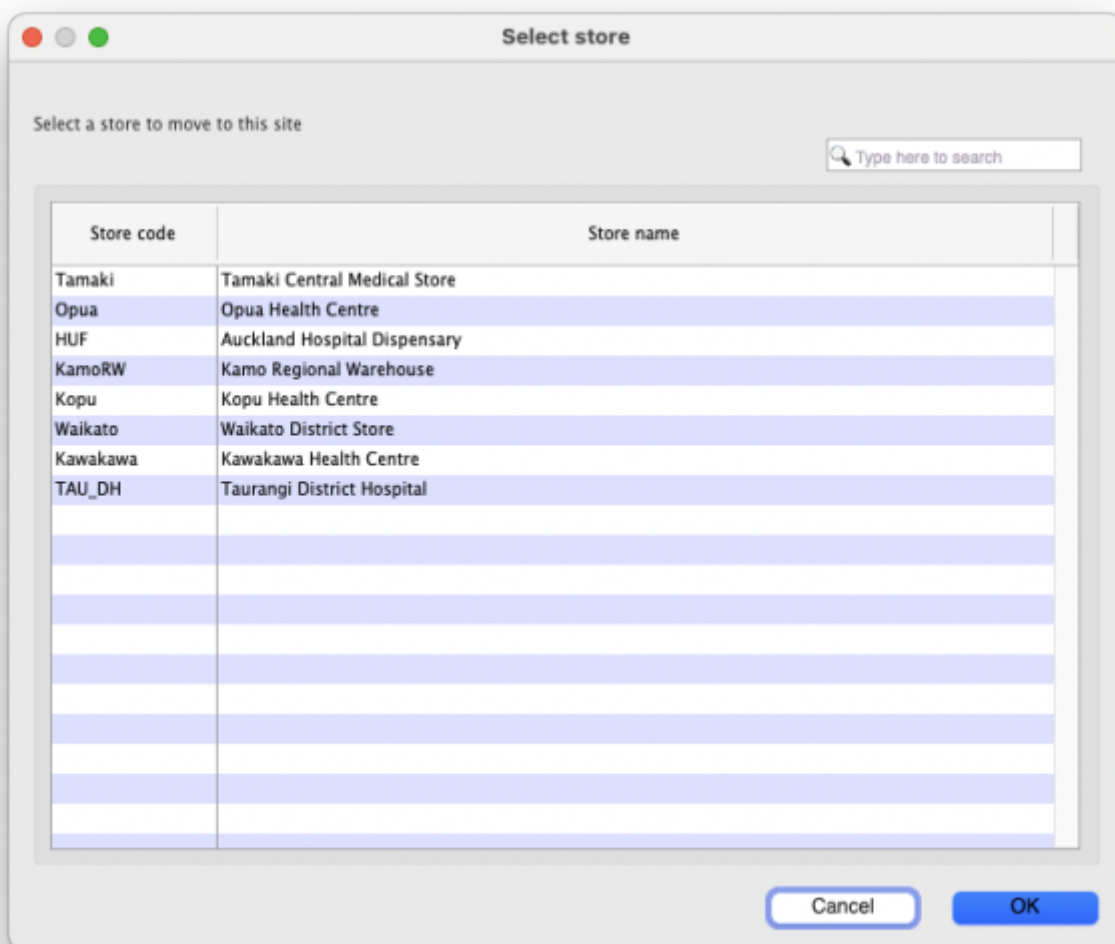 Select store
Select a store to move to this site
Type here to search
Store code Store name
Tamaki Tamaki Central Medical Store
Opua Opua Health Centre
HUF Auckland Hospital Dispensary
KamoRW Kamo Regional Warehouse
Kopu Kopu Health Centre
Waikato Waikato District Store
Kawakawa Kawakawa Health Centre
TAU_DH Taurangi District Hospital
Cancel OK